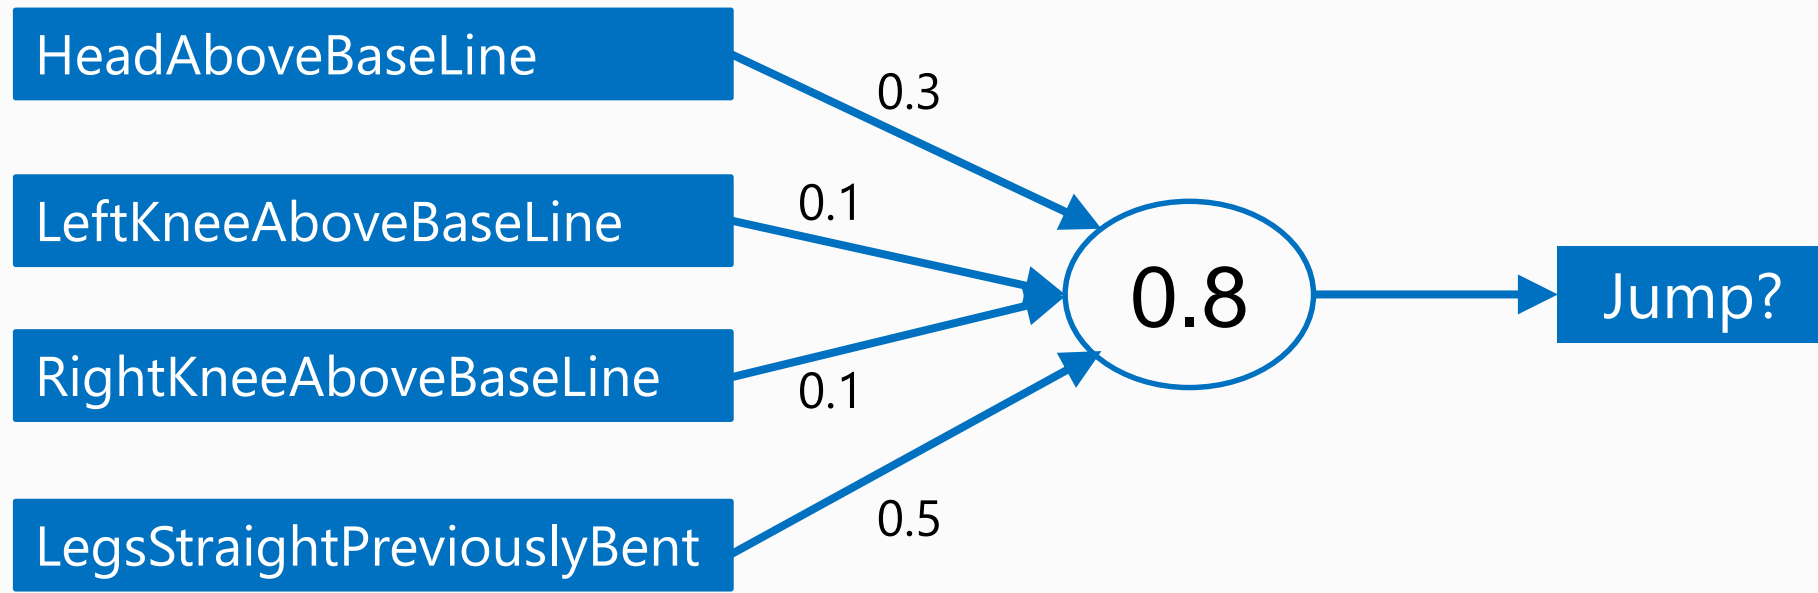 HeadAboveBaseLine
0.3
LeftKneeAboveBaseLine
0.1
RightKneeAboveBaseLine
0.1
LegsStraightPreviouslyBent
0.5
0.8
Jump?